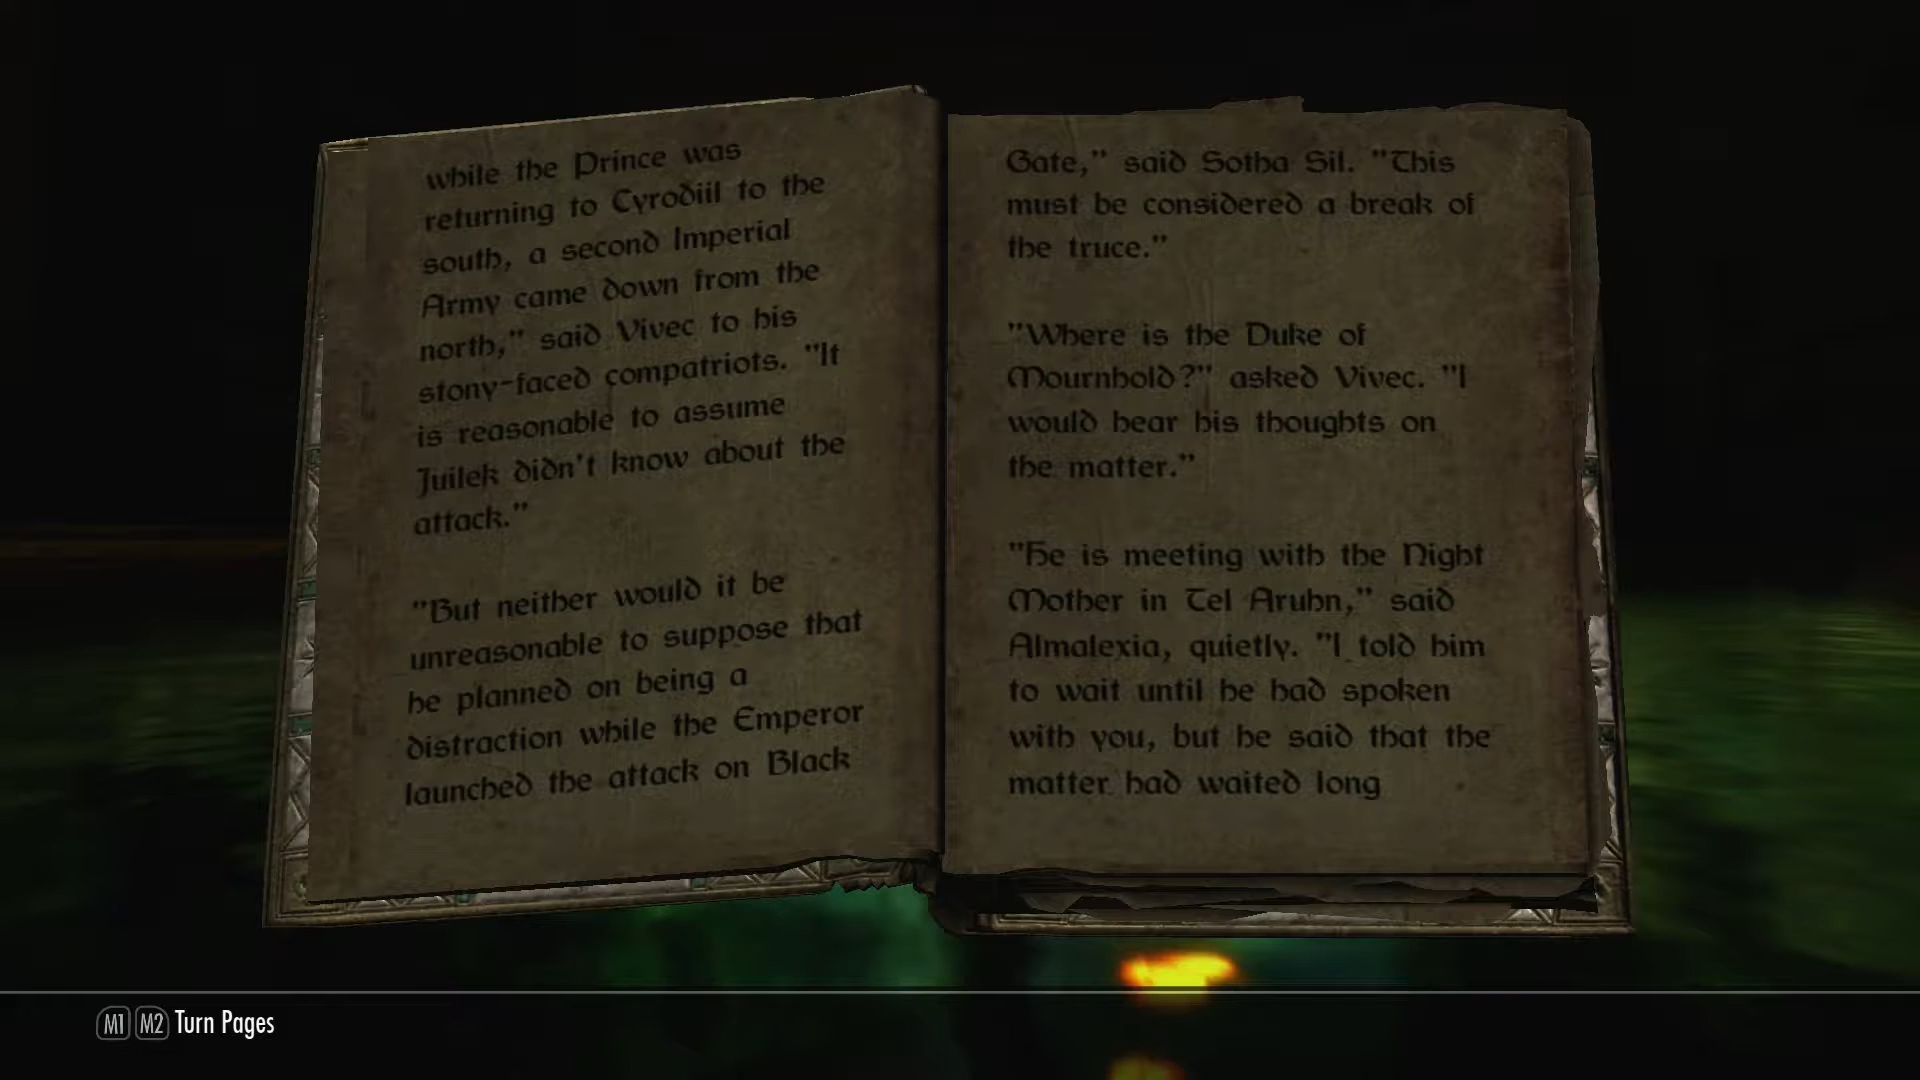 while the Prince was
returning to Cyrodiil to the
south, a second Imperial
Army came down from the
north," said Vivec to his
stony-faced compatriots. "It
is reasonable to assume
Juilek didn't know about the
attack."
"But neither would it be
unreasonable to suppose that
he planned on being a
distraction while the Emperor
launched the attack on Black
Gate," said Sotha Sil. "This
must be considered a break of
the truce."
"Where is the Duke of
Mournhold?" asked Vivec. "I
would hear his thoughts on
the matter."
"He is meeting with the Night
Mother in Tel Aruhn," said
Almalexia, quietly. "I told him
to wait until he had spoken
with you, but he said that the
matter had waited long
M1 M2 Turn Pages